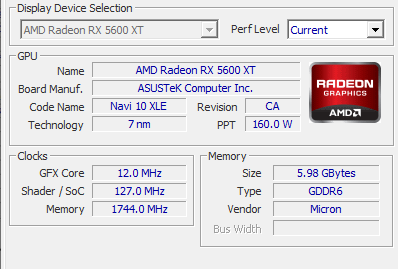 Display Device Selection
AMD Radeon RX 5600 XT Perf Level Current
GPU
Name AMD Radeon RX 5600 XT
Board Manuf. ASUSTeK Computer Inc.
Code Name Navi 10 XLE Revision CA
Technology 7 nm PPT 160.0 W
RADEON
GRAPHICS
AMD
Clocks
GFX Core 12.0 MHz
Shader / SoC 127.0 MHz
Memory 1744.0 MHz
Memory
Size 5.98 GBytes
Type GDDR6
Vendor Micron
Bus Width